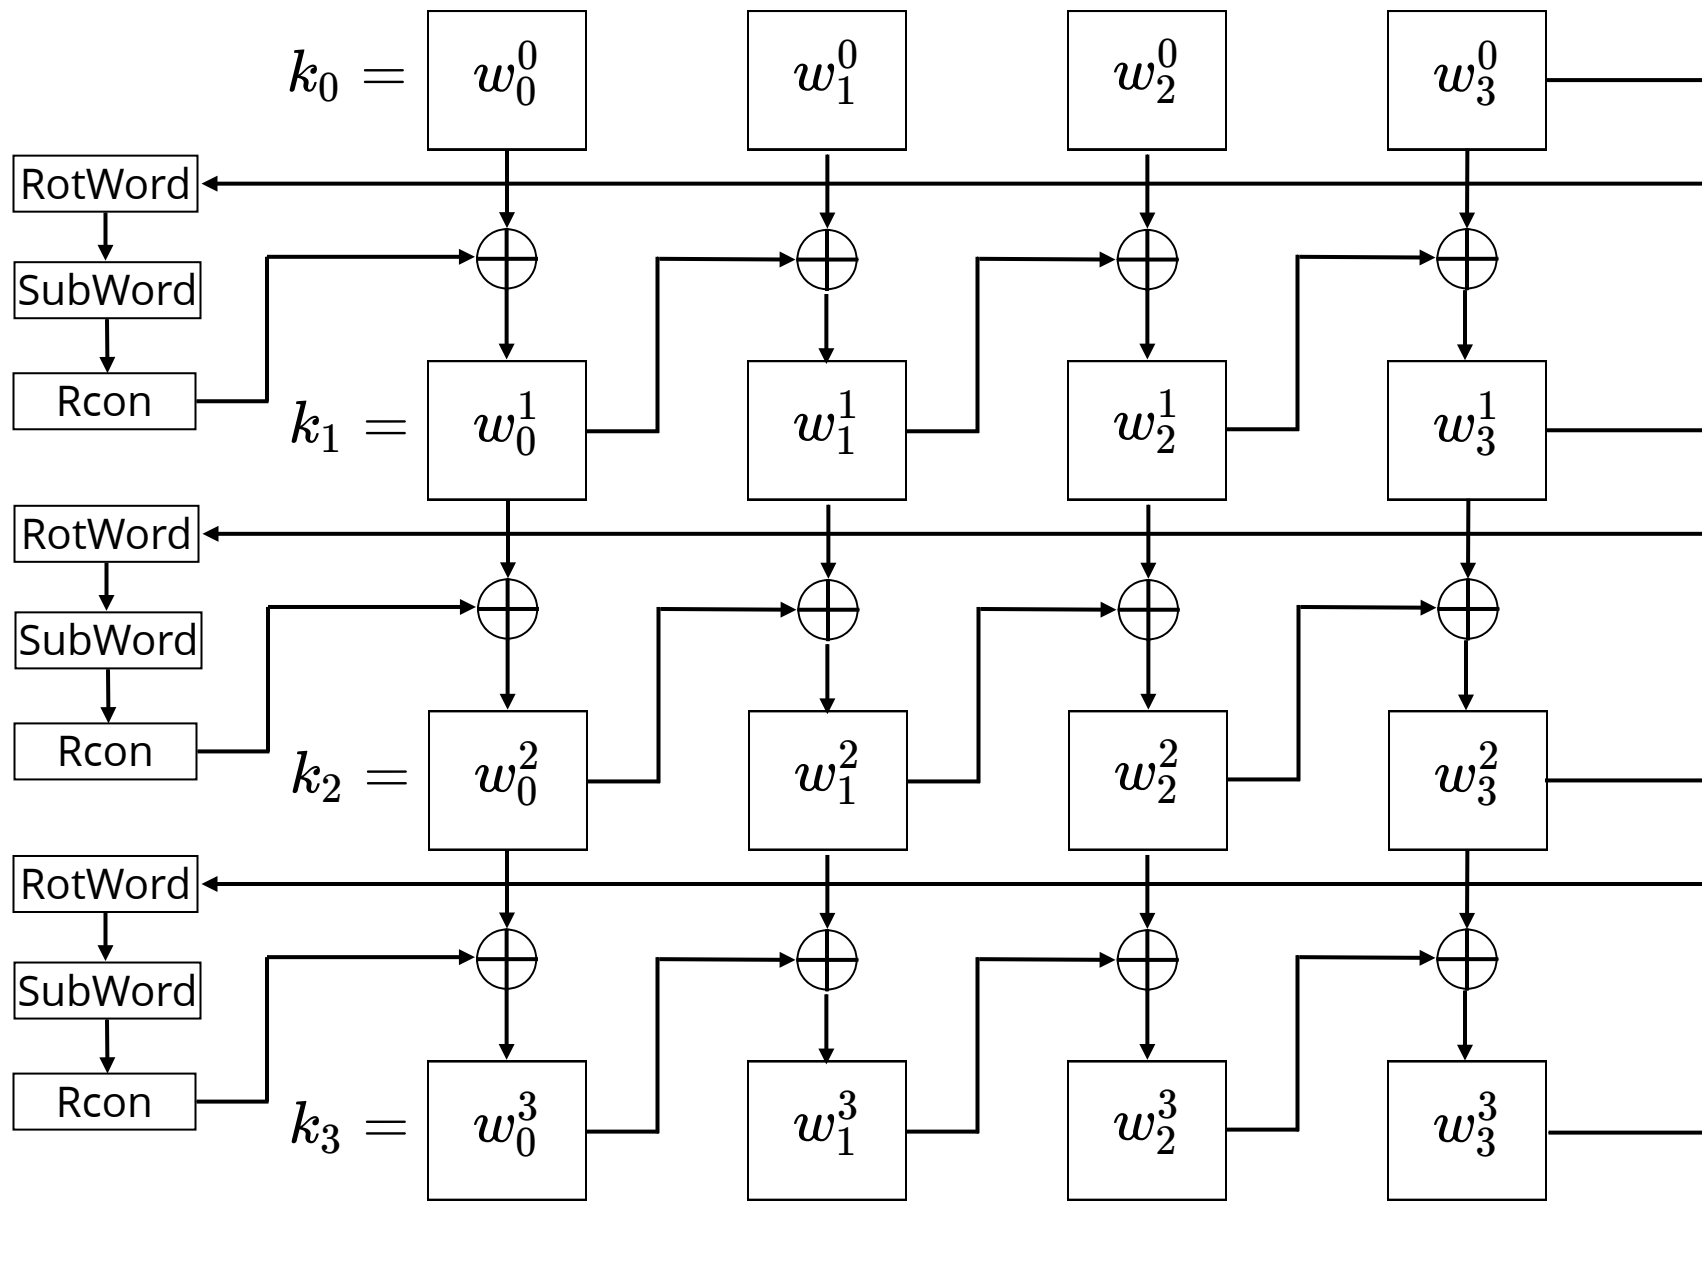 k₀ = w₀⁰ w₁⁰ w₂⁰ w₃⁰
RotWord
SubWord
Rcon
k₁ = w₀¹ w₁¹ w₂¹ w₃¹
RotWord
SubWord
Rcon
k₂ = w₀² w₁² w₂² w₃²
RotWord
SubWord
Rcon
k₃ = w₀³ w₁³ w₂³ w₃³